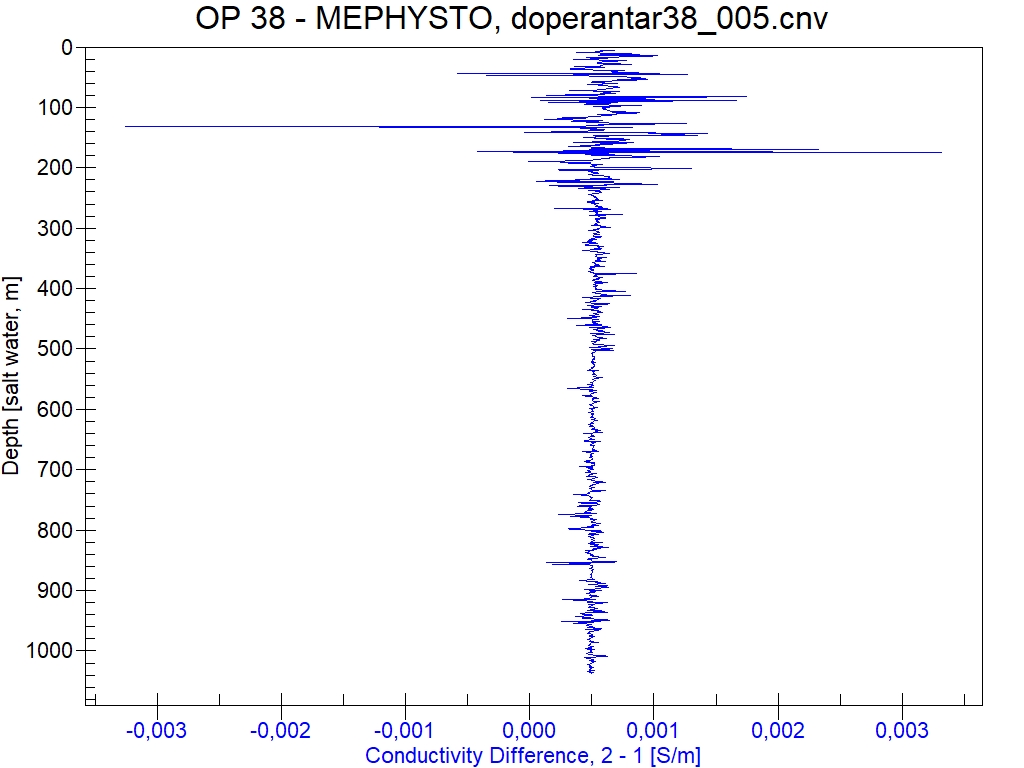 OP 38 - MEPHYSTO, doperantar38_005.cnv
0
100
200
300
400
500
600
700
800
900
1000
Depth [salt water, m]
-0,003 -0,002 -0,001 0,000 0,001 0,002 0,003
Conductivity Difference, 2 - 1 [S/m]